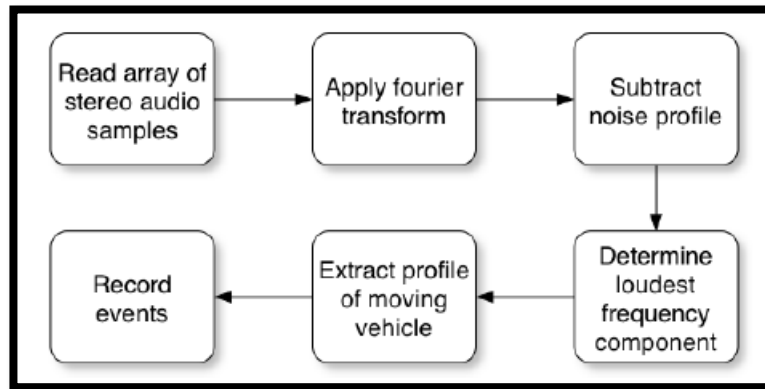 Read array of
stereo audio
samples
Apply fourier
transform
Subtract
noise profile
Determine
loudest
frequency
component
Extract profile
of moving
vehicle
Record
events